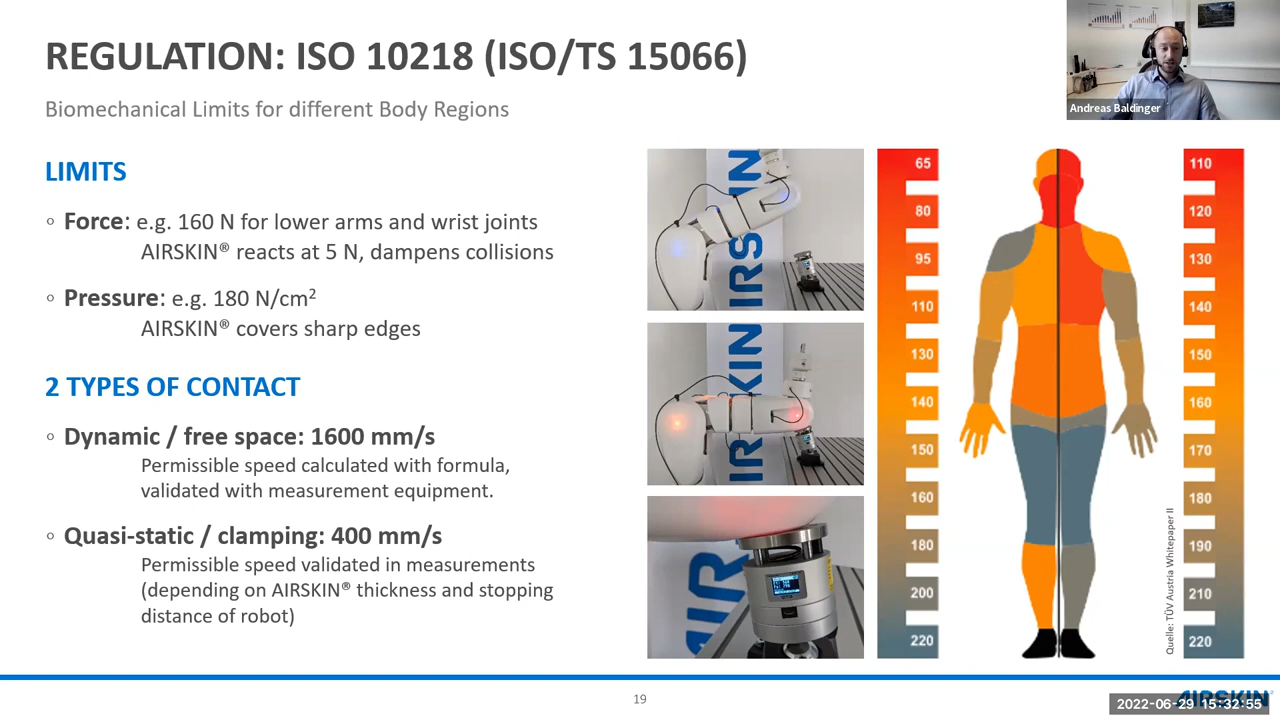 REGULATION: ISO 10218 (ISO/TS 15066)
Biomechanical Limits for different Body Regions
Andreas Baldinger
LIMITS
◦ Force: e.g. 160 N for lower arms and wrist joints
AIRSKIN® reacts at 5 N, dampens collisions
◦ Pressure: e.g. 180 N/cm²
AIRSKIN® covers sharp edges
2 TYPES OF CONTACT
◦ Dynamic / free space: 1600 mm/s
Permissible speed calculated with formula,
validated with measurement equipment.
◦ Quasi-static / clamping: 400 mm/s
Permissible speed validated in measurements
(depending on AIRSKIN® thickness and stopping
distance of robot)
65
80
95
110
130
140
150
160
180
200
220
110
120
130
140
150
160
170
180
190
210
220
Quelle: TÜV Austria Whitepaper II
19
AIRSKIN®
2022-06-29 15:32:55